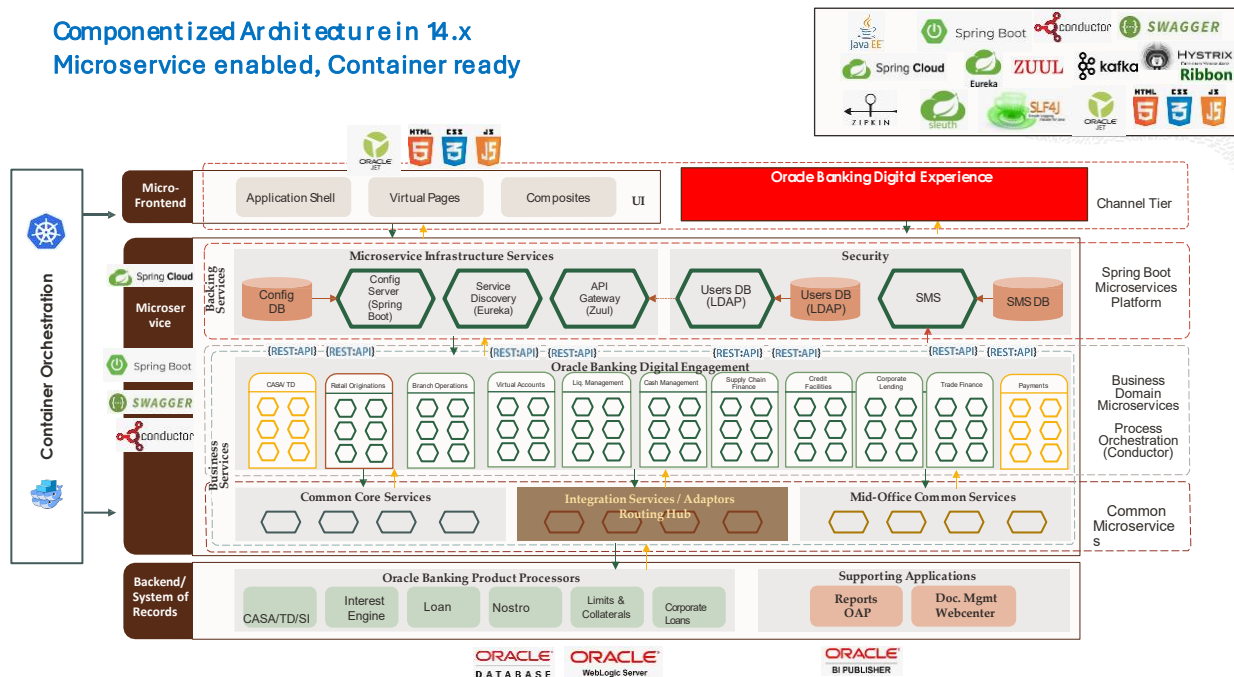 Componentized Architecture in 14.x
Microservice enabled, Container ready
Java EE
Spring Boot
conductor
SWAGGER
Spring Cloud
Eureka
ZUUL
kafka
HYSTRIX
Ribbon
ZIPKIN
sleuth
SLF4J
ORACLE
JET
HTML
5
CSS
3
JS
5
ORACLE
JET
HTML
5
CSS
3
JS
5
Container Orchestration
Micro-
Frontend
Application Shell
Virtual Pages
Composites
UI
Oracle Banking Digital Experience
Channel Tier
Spring Cloud
Microser
vice
Spring Boot
SWAGGER
conductor
Backing
Services
Microservice Infrastructure Services
Config
DB
Config
Server
(Spring
Boot)
Service
Discovery
(Eureka)
API
Gateway
(Zuul)
Security
Users DB
(LDAP)
Users DB
(LDAP)
SMS
SMS DB
Spring Boot
Microservices
Platform
{REST:API} {REST:API} {REST:API} {REST:API} {REST:API} {REST:API} {REST:API} {REST:API}
Business
Services
Oracle Banking Digital Engagement
CASA/ TD
Retail Originations
Branch Operations
Virtual Accounts
Liq. Management
Cash Management
Supply Chain
Finance
Credit
Facilities
Corporate
Lending
Trade Finance
Payments
Business
Domain
Microservices
Process
Orchestration
(Conductor)
Common Core Services
Integration Services / Adaptors
Routing Hub
Mid-Office Common Services
Common
Microservice
s
Backend/
System of
Records
Oracle Banking Product Processors
CASA/TD/SI
Interest
Engine
Loan
Nostro
Limits &
Collaterals
Corporate
Loans
Supporting Applications
Reports
OAP
Doc. Mgmt
Webcenter
ORACLE
DATABASE
ORACLE
WebLogic Server
ORACLE
BI PUBLISHER